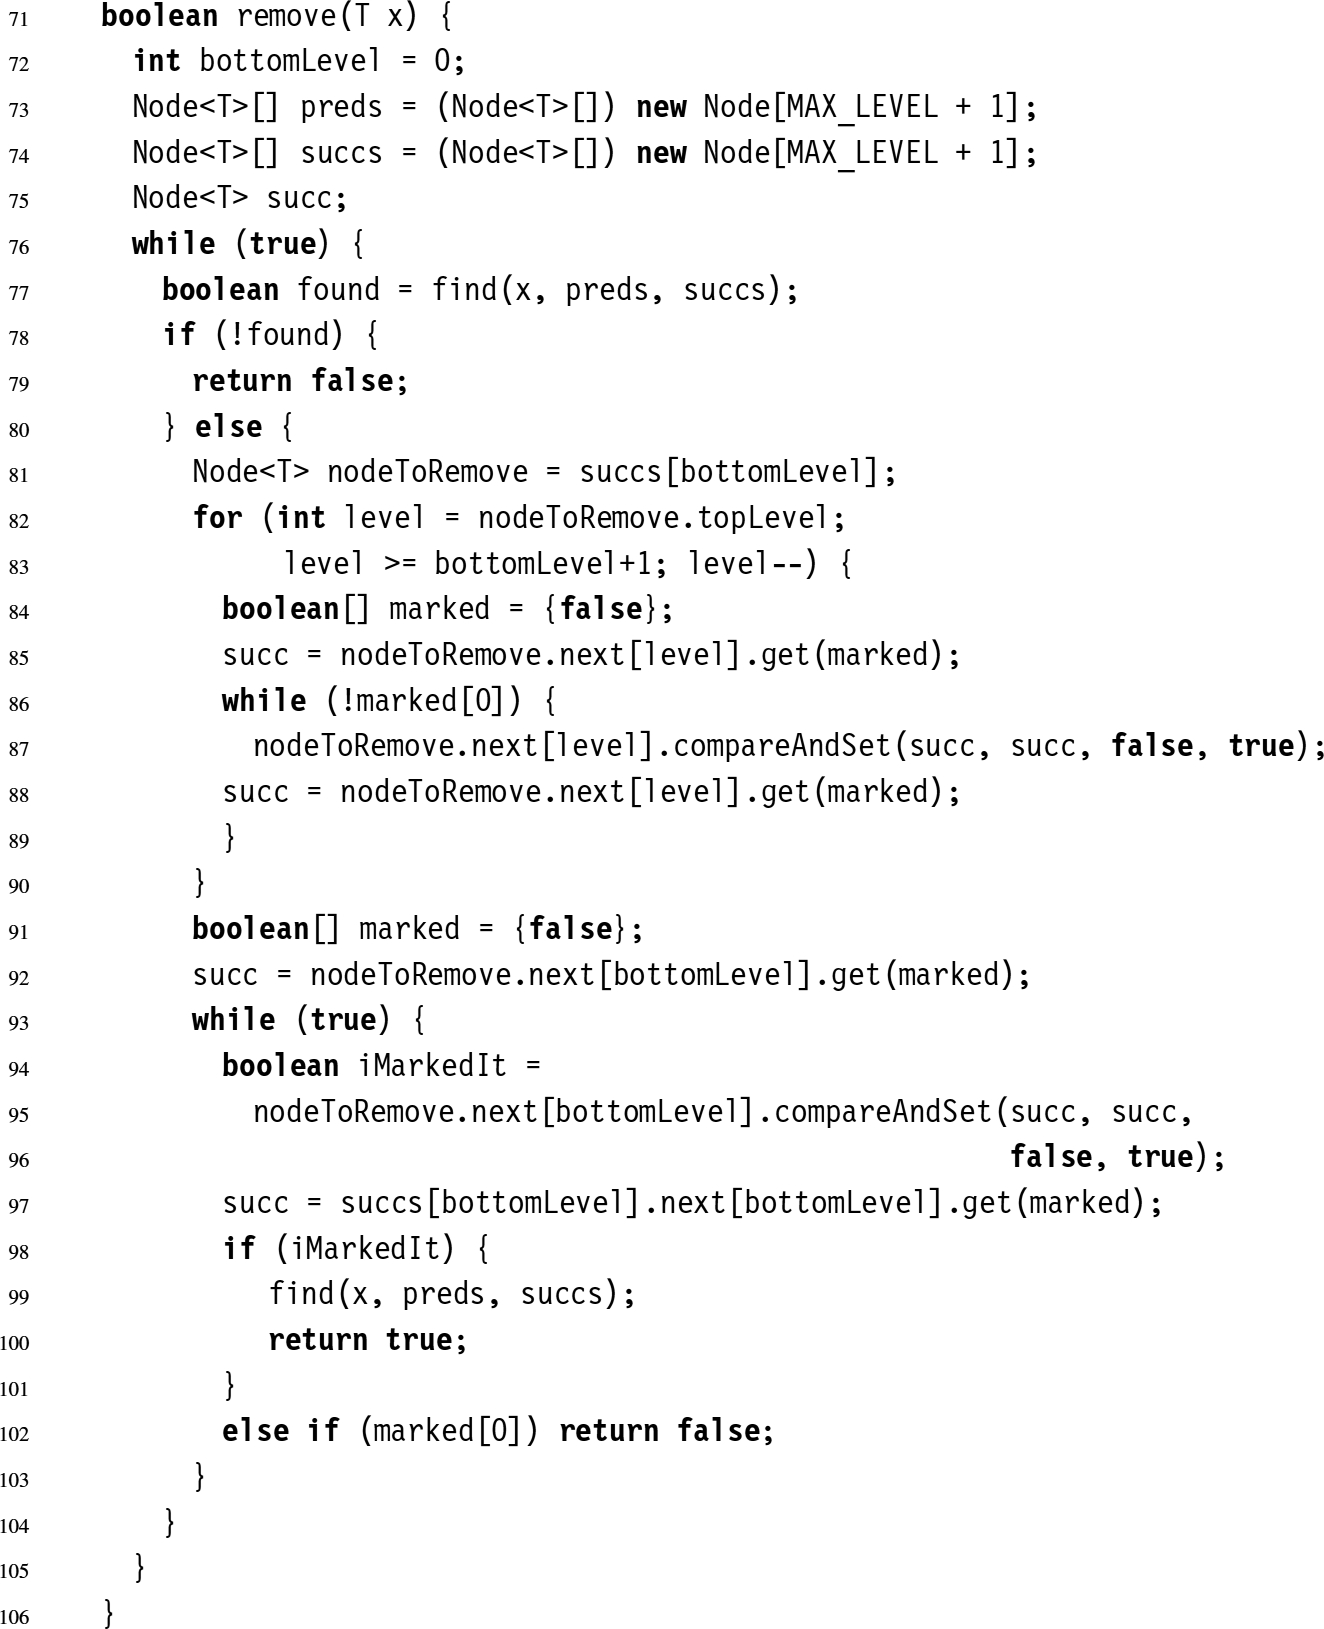 71 boolean remove(T x) {
72 int bottomLevel = 0;
73 Node<T>[] preds = (Node<T>[]) new Node[MAX_LEVEL + 1];
74 Node<T>[] succs = (Node<T>[]) new Node[MAX_LEVEL + 1];
75 Node<T> succ;
76 while (true) {
77 boolean found = find(x, preds, succs);
78 if (!found) {
79 return false;
80 } else {
81 Node<T> nodeToRemove = succs[bottomLevel];
82 for (int level = nodeToRemove.topLevel;
83 level >= bottomLevel+1; level--) {
84 boolean[] marked = {false};
85 succ = nodeToRemove.next[level].get(marked);
86 while (!marked[0]) {
87 nodeToRemove.next[level].compareAndSet(succ, succ, false, true);
88 succ = nodeToRemove.next[level].get(marked);
89 }
90 }
91 boolean[] marked = {false};
92 succ = nodeToRemove.next[bottomLevel].get(marked);
93 while (true) {
94 boolean iMarkedIt =
95 nodeToRemove.next[bottomLevel].compareAndSet(succ, succ,
96 false, true);
97 succ = succs[bottomLevel].next[bottomLevel].get(marked);
98 if (iMarkedIt) {
99 find(x, preds, succs);
100 return true;
101 }
102 else if (marked[0]) return false;
103 }
104 }
105 }
106 }